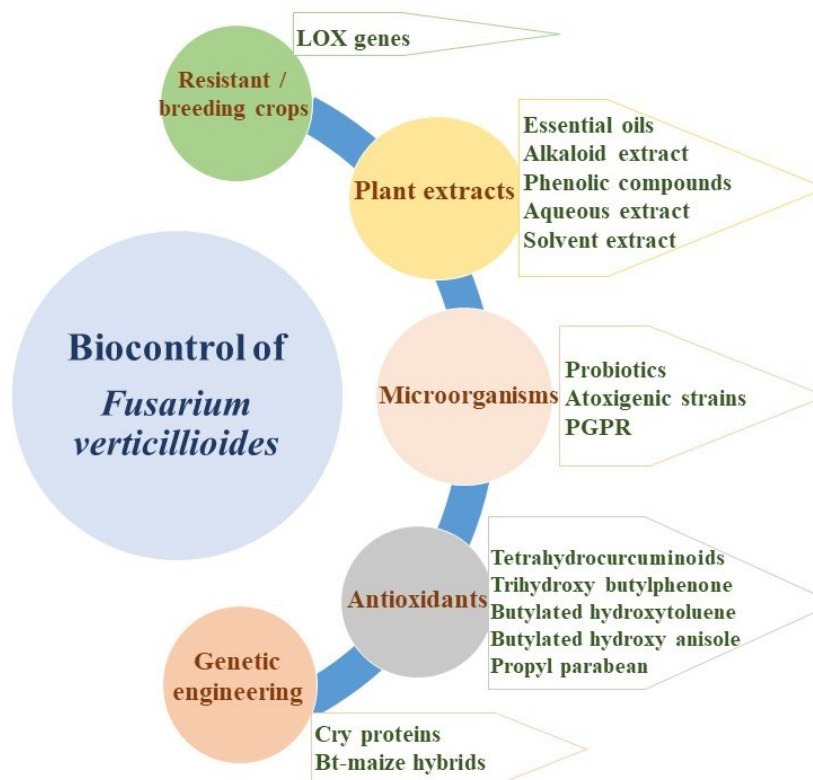 LOX genes
Resistant /
breeding crops
Essential oils
Alkaloid extract
Phenolic compounds
Aqueous extract
Solvent extract
Plant extracts
Biocontrol of
Fusarium
verticillioides
Microorganisms
Probiotics
Atoxigenic strains
PGPR
Antioxidants
Tetrahydrocurcuminoids
Trihydroxy butylphenone
Butylated hydroxytoluene
Butylated hydroxy anisole
Propyl parabean
Genetic
engineering
Cry proteins
Bt-maize hybrids